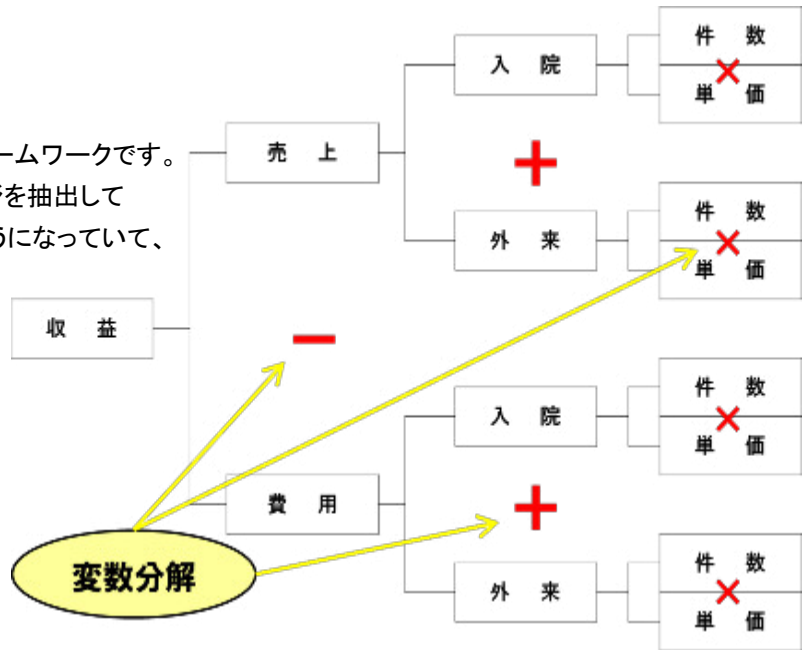 ームワークです。
を抽出して
うになっていて、
収 益
売 上
入 院
件 数
×
単 価
+
外 来
件 数
×
単 価
−
費 用
入 院
件 数
×
単 価
+
外 来
件 数
×
単 価
変数分解